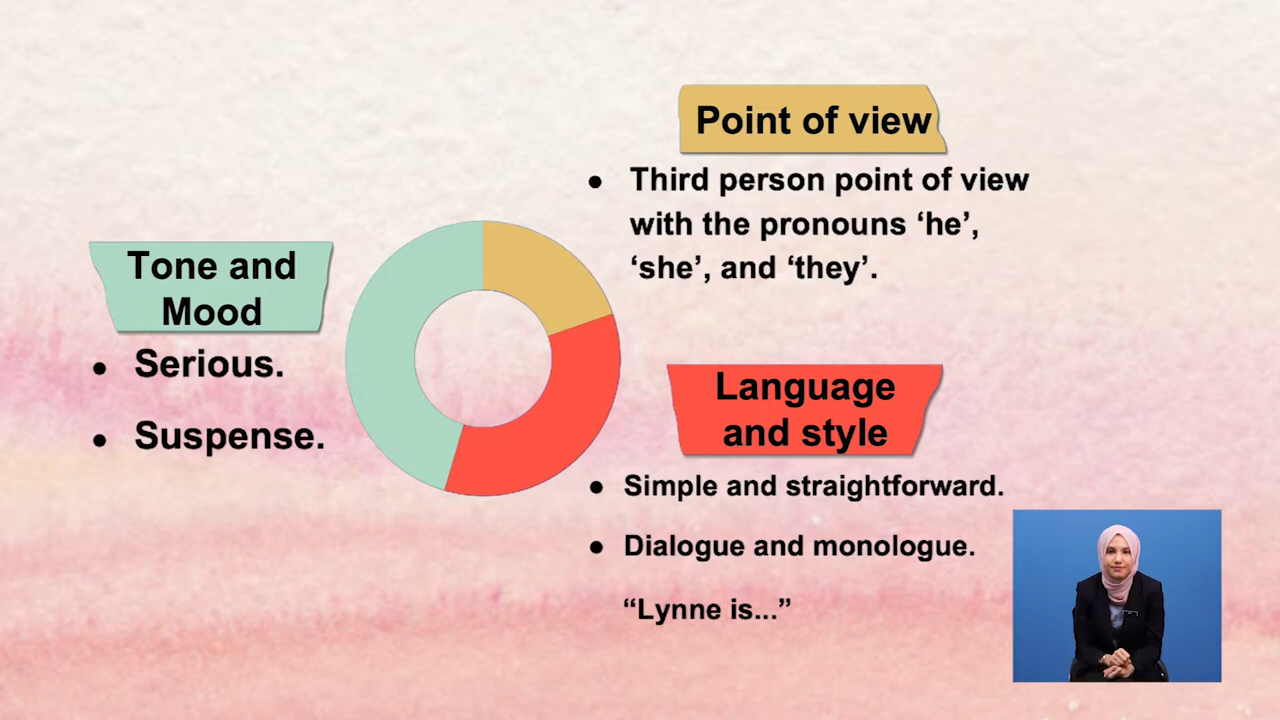 Point of view
● Third person point of view
with the pronouns ‘he’,
‘she’, and ‘they’.
Tone and
Mood
● Serious.
● Suspense.
Language
and style
● Simple and straightforward.
● Dialogue and monologue.
“Lynne is...”